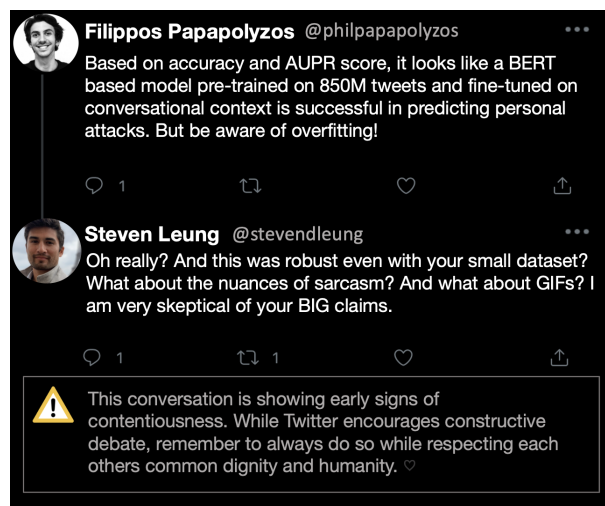 Filippos Papapolyzos @philpapapolyzos
Based on accuracy and AUPR score, it looks like a BERT
based model pre-trained on 850M tweets and fine-tuned on
conversational context is successful in predicting personal
attacks. But be aware of overfitting!
1
Steven Leung @stevendleung
Oh really? And this was robust even with your small dataset?
What about the nuances of sarcasm? And what about GIFs? I
am very skeptical of your BIG claims.
1 1
This conversation is showing early signs of
contentiousness. While Twitter encourages constructive
debate, remember to always do so while respecting each
others common dignity and humanity. ♡